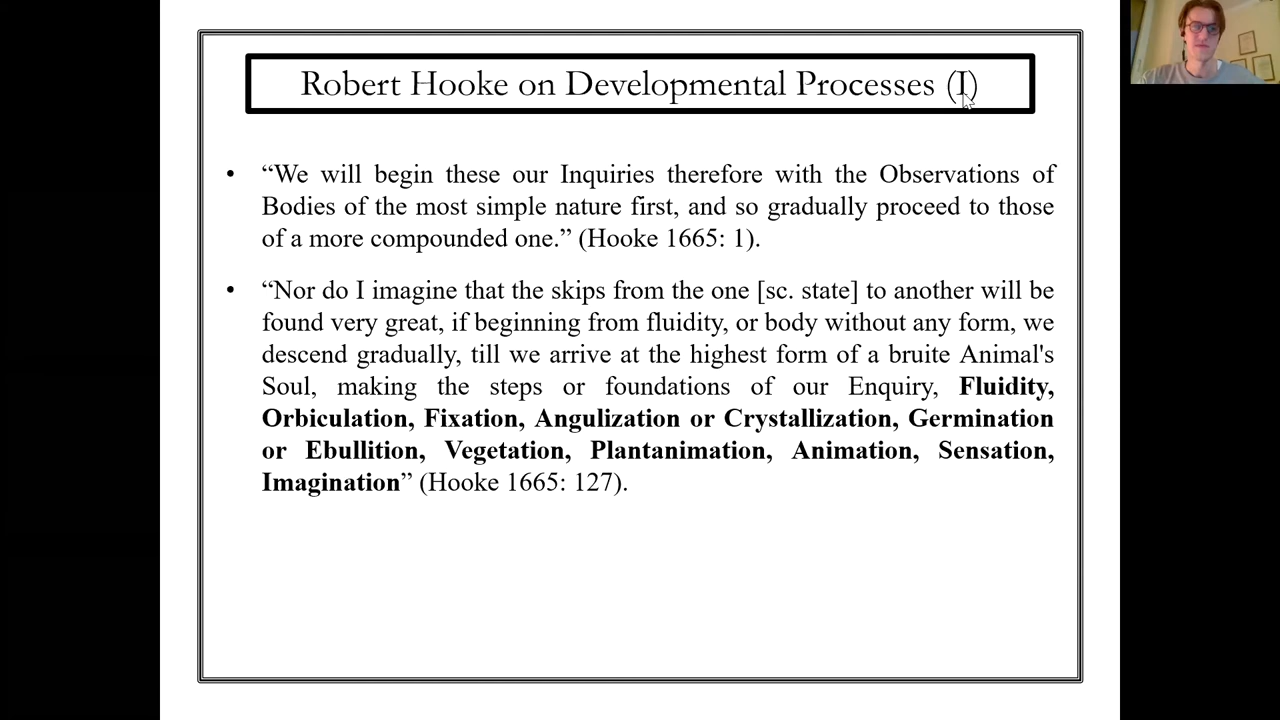 Robert Hooke on Developmental Processes (I)
• “We will begin these our Inquiries therefore with the Observations of
Bodies of the most simple nature first, and so gradually proceed to those
of a more compounded one.” (Hooke 1665: 1).
• “Nor do I imagine that the skips from the one [sc. state] to another will be
found very great, if beginning from fluidity, or body without any form, we
descend gradually, till we arrive at the highest form of a bruite Animal's
Soul, making the steps or foundations of our Enquiry, Fluidity,
Orbiculation, Fixation, Angulization or Crystallization, Germination
or Ebullition, Vegetation, Plantanimation, Animation, Sensation,
Imagination” (Hooke 1665: 127).